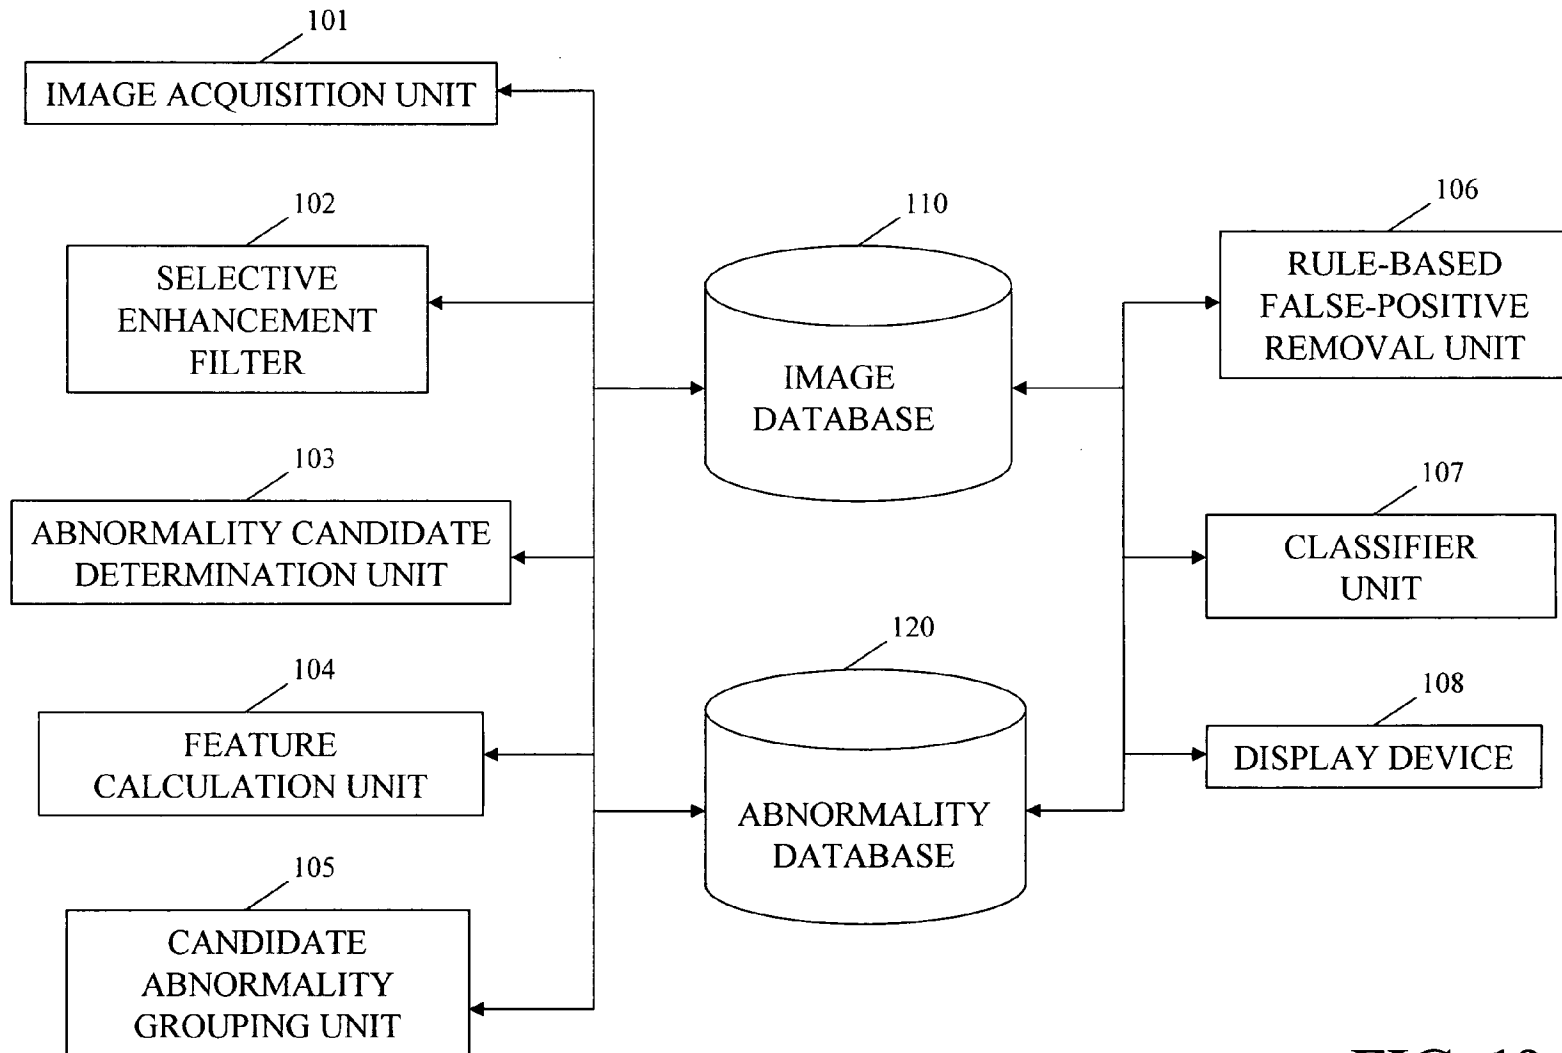 101
IMAGE ACQUISITION UNIT
102
SELECTIVE
ENHANCEMENT
FILTER
103
ABNORMALITY CANDIDATE
DETERMINATION UNIT
104
FEATURE
CALCULATION UNIT
105
CANDIDATE
ABNORMALITY
GROUPING UNIT
110
IMAGE
DATABASE
120
ABNORMALITY
DATABASE
106
RULE-BASED
FALSE-POSITIVE
REMOVAL UNIT
107
CLASSIFIER
UNIT
108
DISPLAY DEVICE